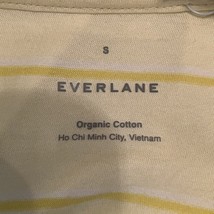 S
EVERLANE
Organic Cotton
Ho Chi Minh City, Vietnam